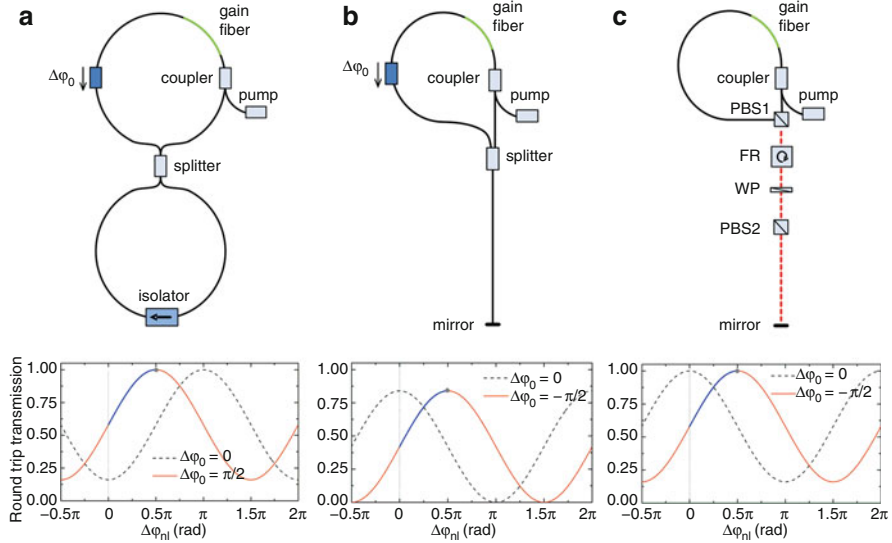 a
gain
fiber
Δφ₀
coupler
pump
splitter
isolator
b
gain
fiber
Δφ₀
coupler
pump
splitter
mirror
c
gain
fiber
coupler
PBS1
pump
FR
WP
PBS2
mirror
Round trip transmission
1.00
0.75
0.50
0.25
0.00
Δφ₀ = 0
Δφ₀ = π/2
−0.5π 0 0.5π π 1.5π 2π
Δφₙₗ (rad)
1.00
0.75
0.50
0.25
0.00
Δφ₀ = 0
Δφ₀ = −π/2
−0.5π 0 0.5π π 1.5π 2π
Δφₙₗ (rad)
1.00
0.75
0.50
0.25
0.00
Δφ₀ = 0
Δφ₀ = −π/2
−0.5π 0 0.5π π 1.5π 2π
Δφₙₗ (rad)